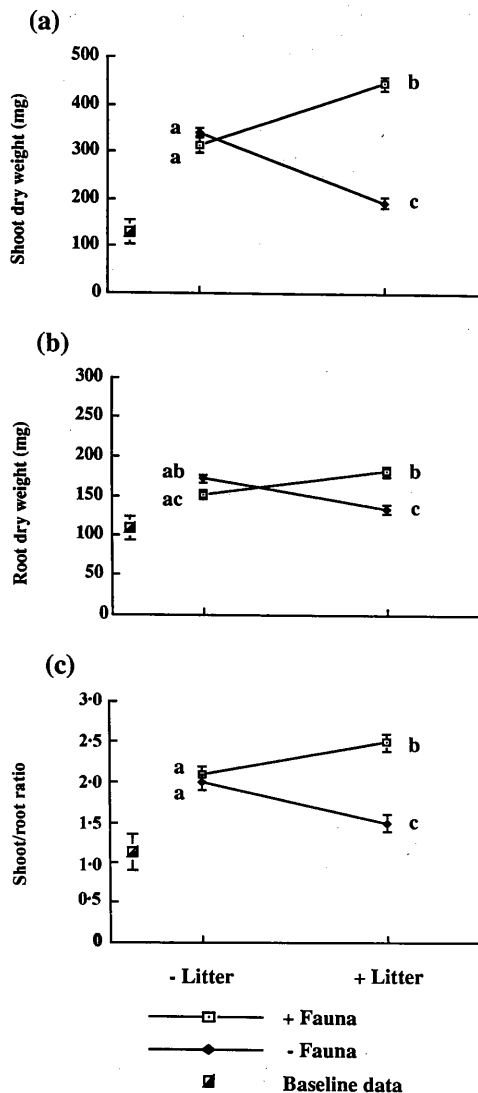 (a)
Shoot dry weight (mg)
500
400
300
200
100
0
a
a
b
c
(b)
Root dry weight (mg)
300
250
200
150
100
50
0
ab
ac
b
c
(c)
Shoot/root ratio
3·0
2·5
2·0
1·5
1·0
0·5
0
a
a
b
c
- Litter
+ Litter
+ Fauna
- Fauna
Baseline data